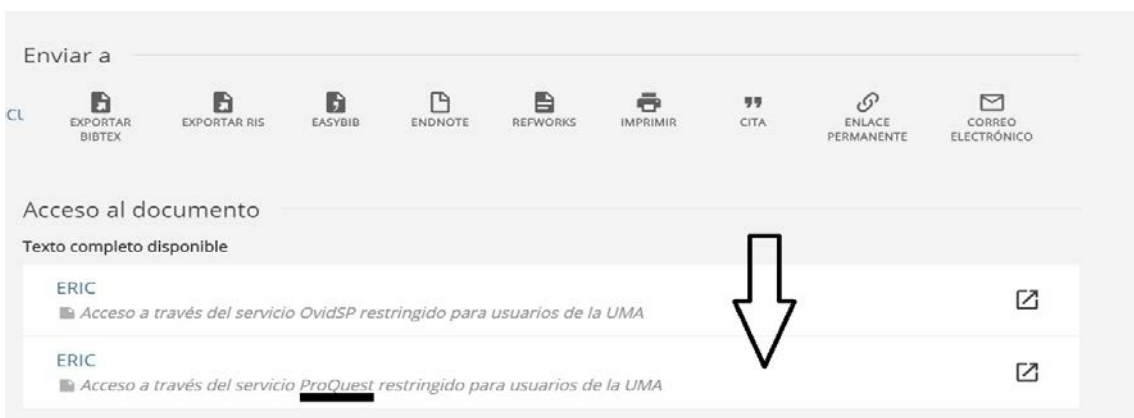 Enviar a
CL
EXPORTAR BIBTEX
EXPORTAR RIS
EASYBIB
ENDNOTE
REFWORKS
IMPRIMIR
CITA
ENLACE PERMANENTE
CORREO ELECTRÓNICO
Acceso al documento
Texto completo disponible
ERIC
Acceso a través del servicio OvidSP restringido para usuarios de la UMA
ERIC
Acceso a través del servicio ProQuest restringido para usuarios de la UMA